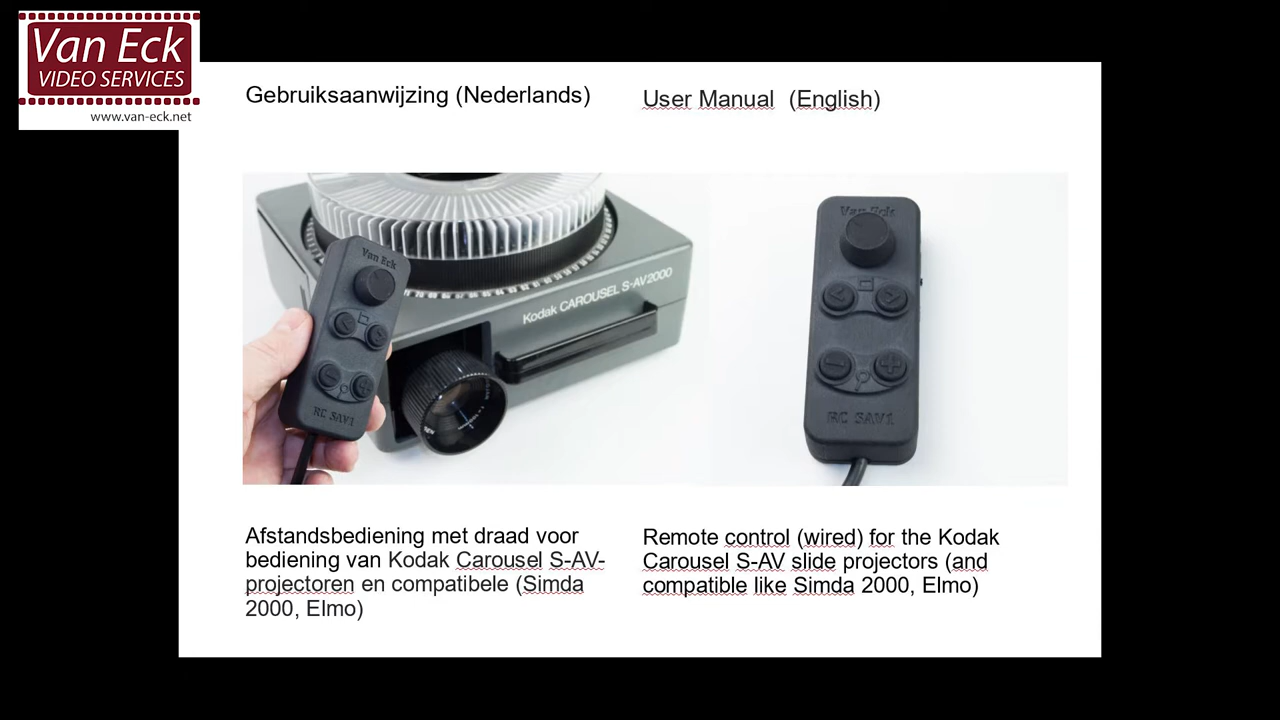 Van Eck
VIDEO SERVICES
www.van-eck.net
Gebruiksaanwijzing (Nederlands)
User Manual (English)
Van Eck
RC SAV1
Kodak CAROUSEL S-AV2000
Van Eck
RC SAV1
Afstandsbediening met draad voor
bediening van Kodak Carousel S-AV-
projectoren en compatibele (Simda
2000, Elmo)
Remote control (wired) for the Kodak
Carousel S-AV slide projectors (and
compatible like Simda 2000, Elmo)